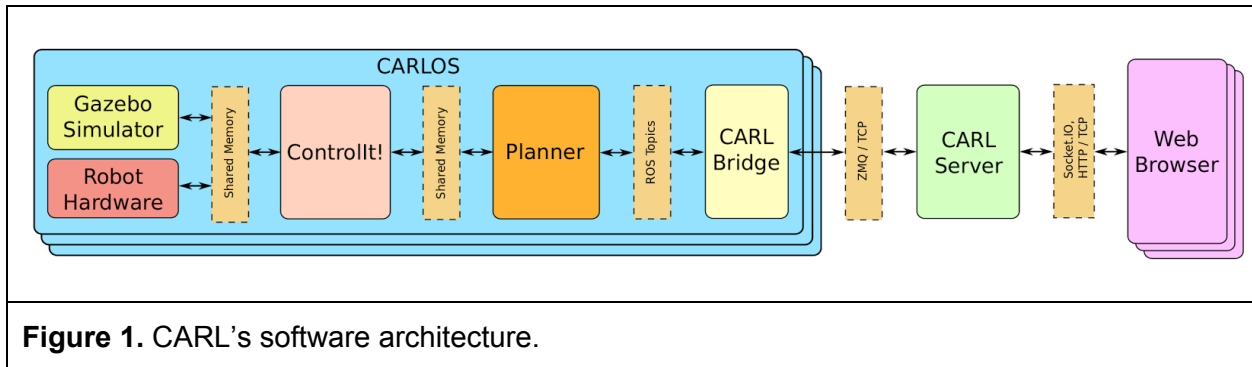 CARLOS
Gazebo
Simulator
Robot
Hardware
Shared Memory
ControlIt!
Shared Memory
Planner
ROS Topics
CARL
Bridge
ZMQ / TCP
CARL
Server
Socket.IO,
HTTP / TCP
Web
Browser
Figure 1. CARL’s software architecture.